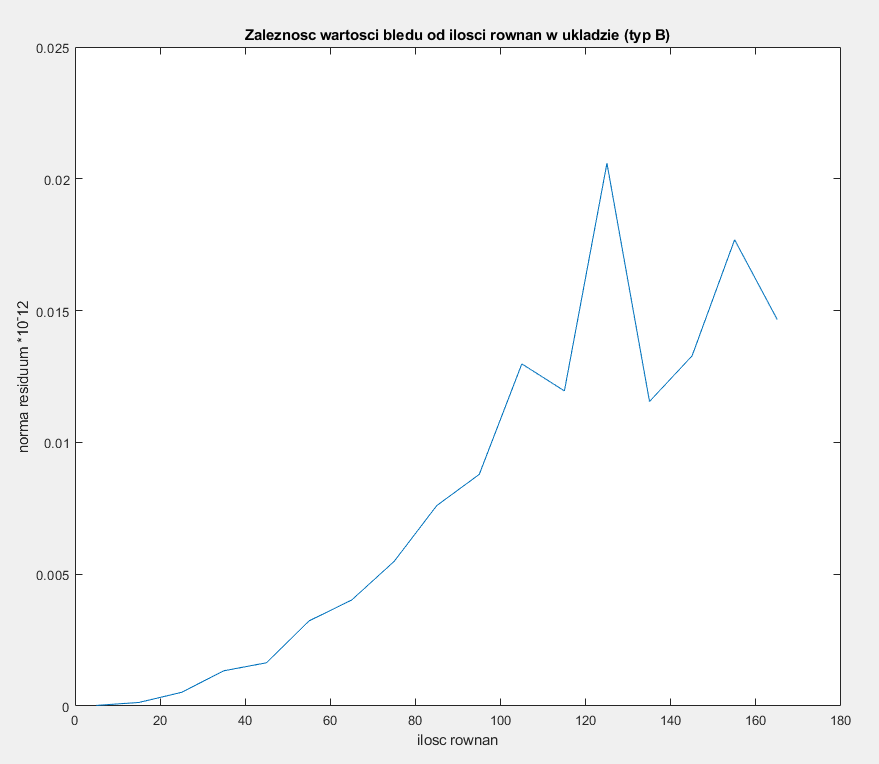 Zaleznosc wartosci bledu od ilosci rownan w ukladzie (typ B)
norma residuum *10^-12
0.025
0.02
0.015
0.01
0.005
0
0 20 40 60 80 100 120 140 160 180
ilosc rownan